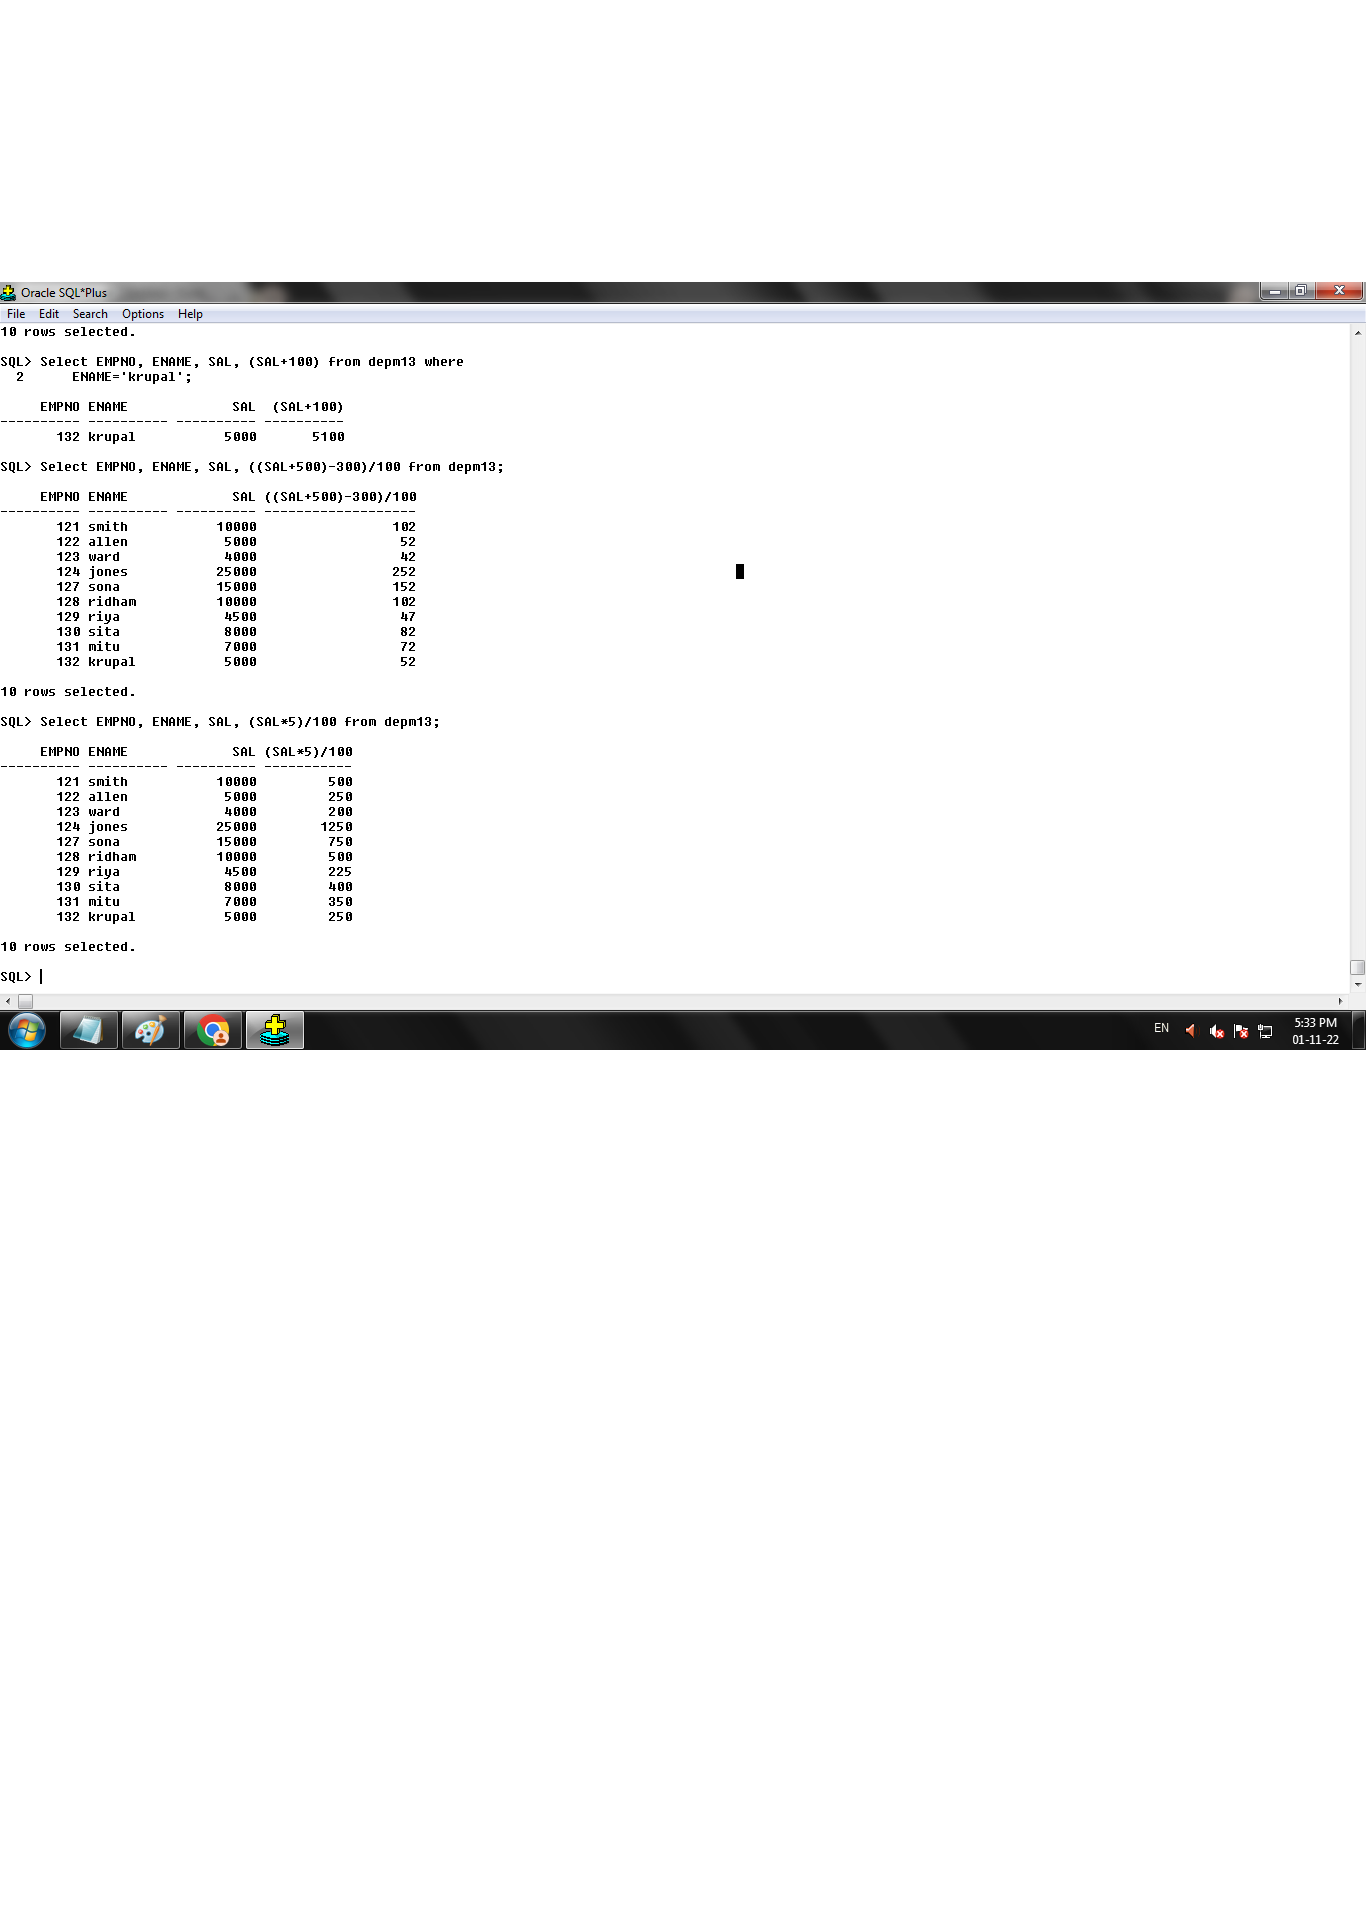 Oracle SQL*Plus
File Edit Search Options Help
10 rows selected.
SQL> Select EMPNO, ENAME, SAL, (SAL+100) from depm13 where
2 ENAME='krupal';
EMPNO ENAME SAL (SAL+100)
---------- ---------- ---------- ----------
132 krupal 5000 5100
SQL> Select EMPNO, ENAME, SAL, ((SAL+500)-300)/100 from depm13;
EMPNO ENAME SAL ((SAL+500)-300)/100
---------- ---------- ---------- -------------------
121 smith 10000 102
122 allen 5000 52
123 ward 4000 42
124 jones 25000 252
127 sona 15000 152
128 ridham 10000 102
129 riya 4500 47
130 sita 8000 82
131 mitu 7000 72
132 krupal 5000 52
10 rows selected.
SQL> Select EMPNO, ENAME, SAL, (SAL*5)/100 from depm13;
EMPNO ENAME SAL (SAL*5)/100
---------- ---------- ---------- -----------
121 smith 10000 500
122 allen 5000 250
123 ward 4000 200
124 jones 25000 1250
127 sona 15000 750
128 ridham 10000 500
129 riya 4500 225
130 sita 8000 400
131 mitu 7000 350
132 krupal 5000 250
10 rows selected.
SQL>
EN
5:33 PM
01-11-22